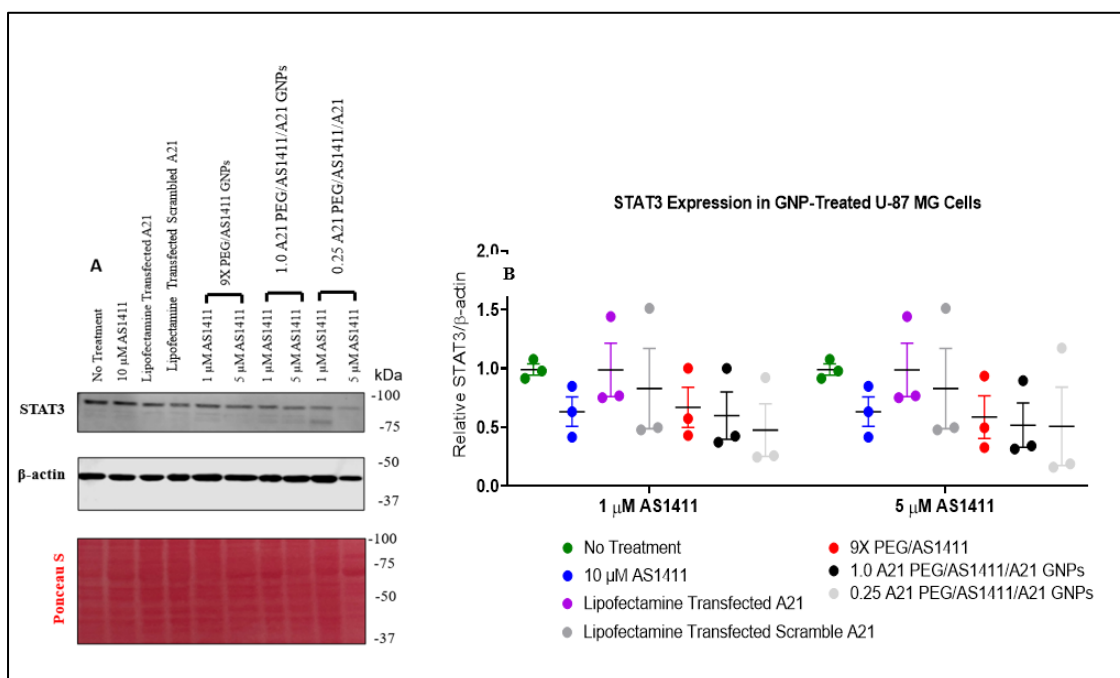 A
No Treatment
10 µM AS1411
Lipofectamine Transfected A21
Lipofectamine Transfected Scrambled A21
9X PEG/AS1411 GNPs
1 µM AS1411
5 µM AS1411
1.0 A21 PEG/AS1411/A21 GNPs
1 µM AS1411
5 µM AS1411
0.25 A21 PEG/AS1411/A21
1 µM AS1411
5 µM AS1411
kDa
STAT3
-100
-75
β-actin
-50
-37
Ponceau S
-100
-75
-50
-37
STAT3 Expression in GNP-Treated U-87 MG Cells
B
Relative STAT3/β-actin
2.0
1.5
1.0
0.5
0.0
1 µM AS1411
5 µM AS1411
No Treatment
10 µM AS1411
Lipofectamine Transfected A21
Lipofectamine Transfected Scramble A21
9X PEG/AS1411
1.0 A21 PEG/AS1411/A21 GNPs
0.25 A21 PEG/AS1411/A21 GNPs